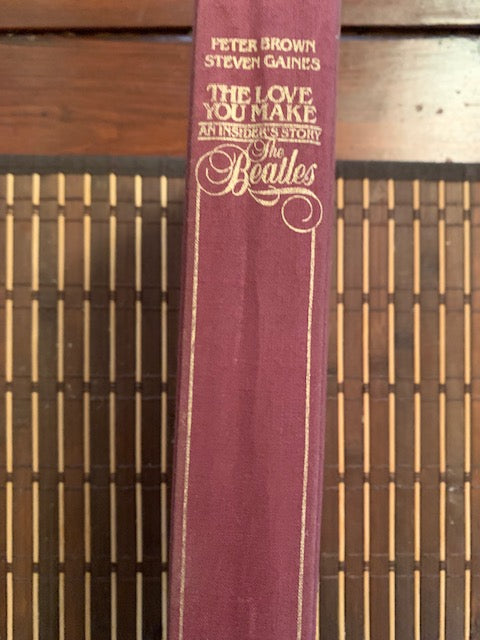 PETER BROWN
STEVEN GAINES
THE LOVE
YOU MAKE
AN INSIDER'S STORY
The
Beatles